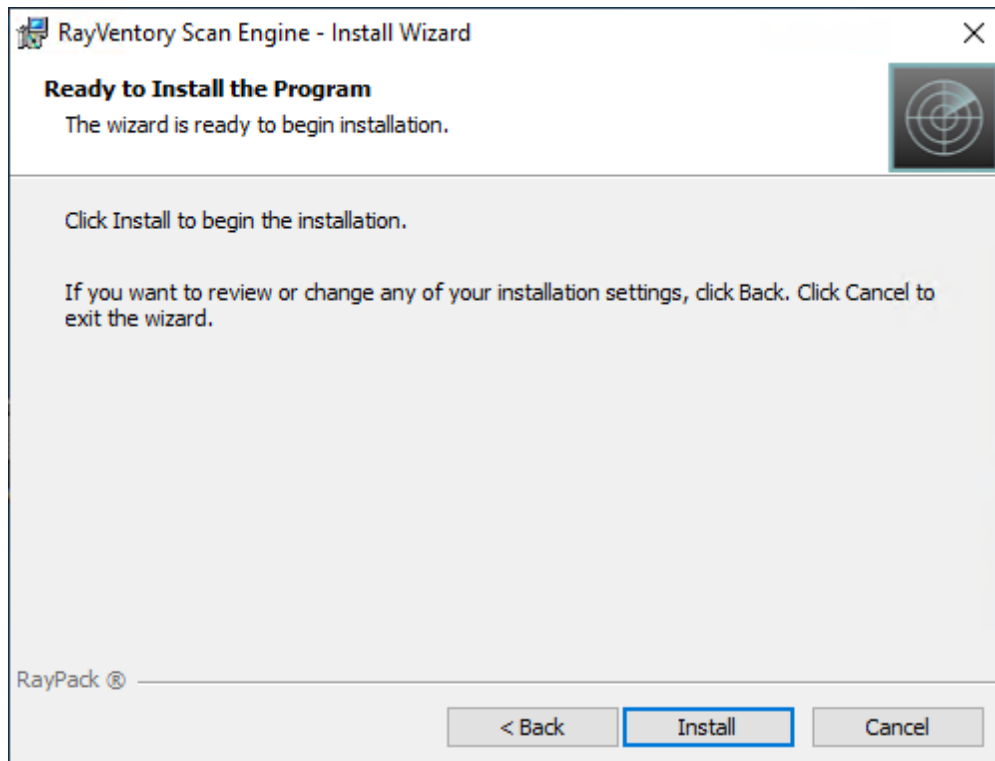 RayVentory Scan Engine - Install Wizard
Ready to Install the Program
The wizard is ready to begin installation.
Click Install to begin the installation.
If you want to review or change any of your installation settings, click Back. Click Cancel to
exit the wizard.
RayPack ®
< Back Install Cancel